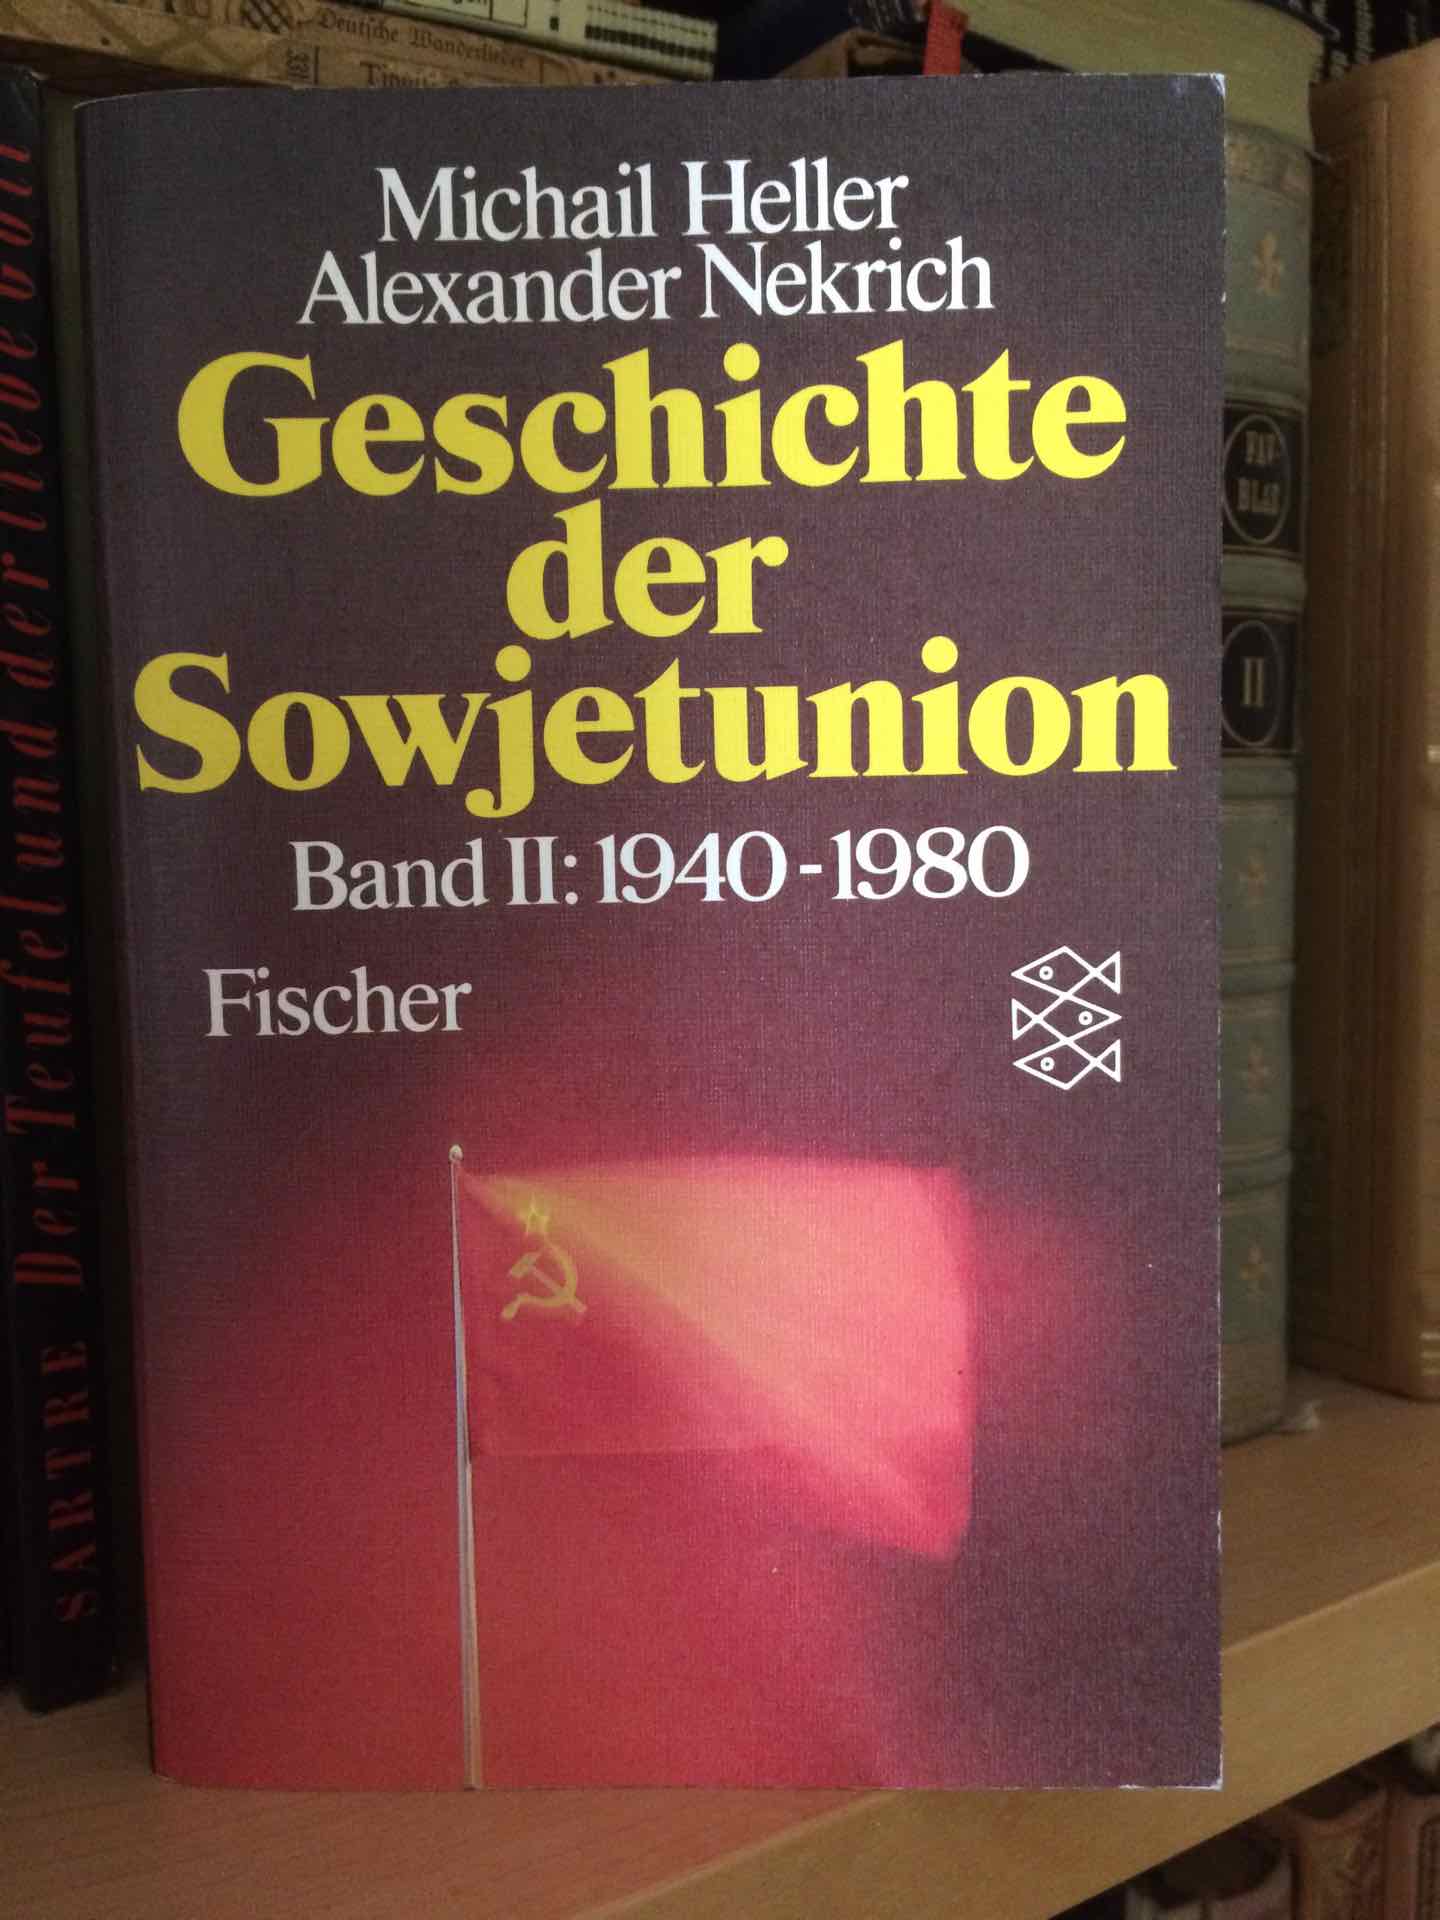 Michail Heller
Alexander Nekrich
Geschichte
der
Sowjetunion
Band II: 1940-1980
Fischer
Deutsche Wanderlieder
SARTRE Der Teufel und der liebe Gott
II